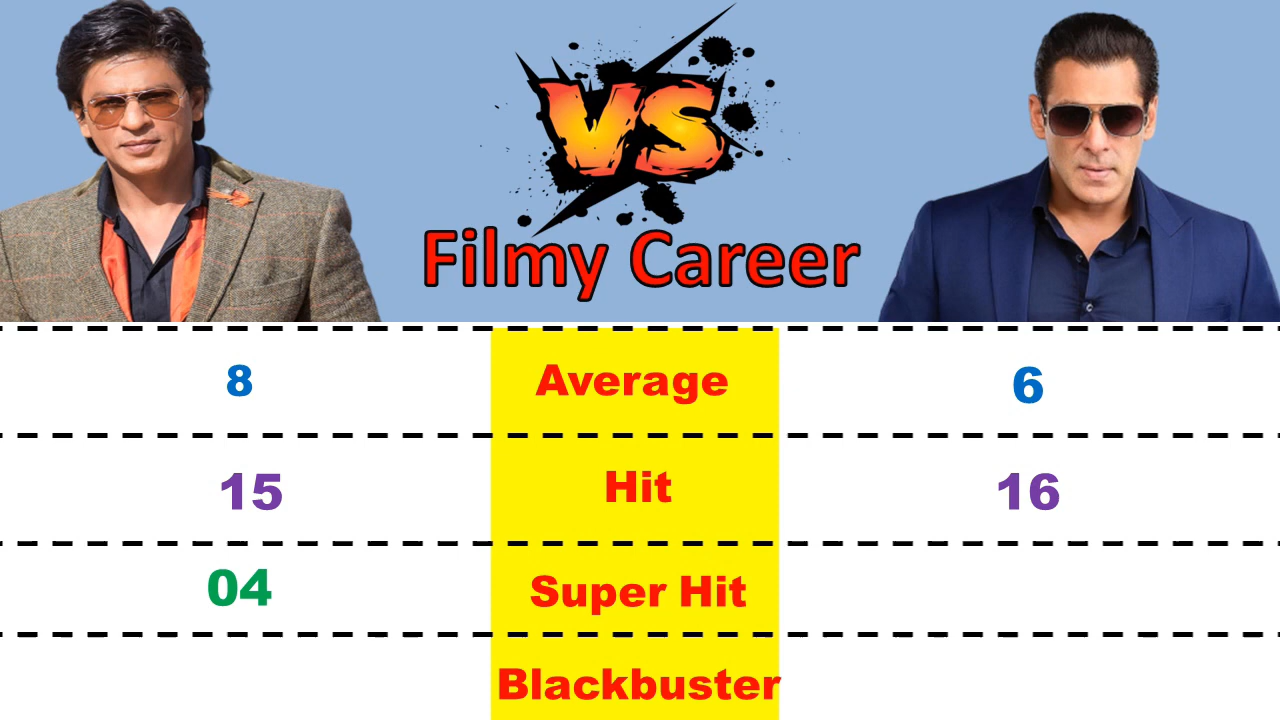 VS
Filmy Career
8 Average 6
15 Hit 16
04 Super Hit
Blackbuster